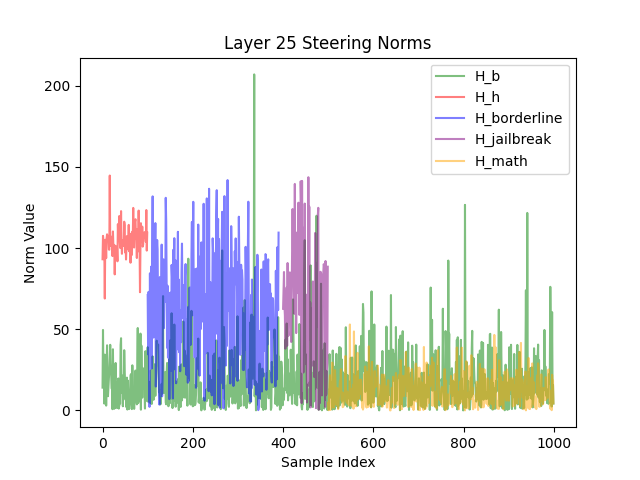 Layer 25 Steering Norms
Norm Value
200
150
100
50
0
H_b
H_h
H_borderline
H_jailbreak
H_math
0 200 400 600 800 1000
Sample Index